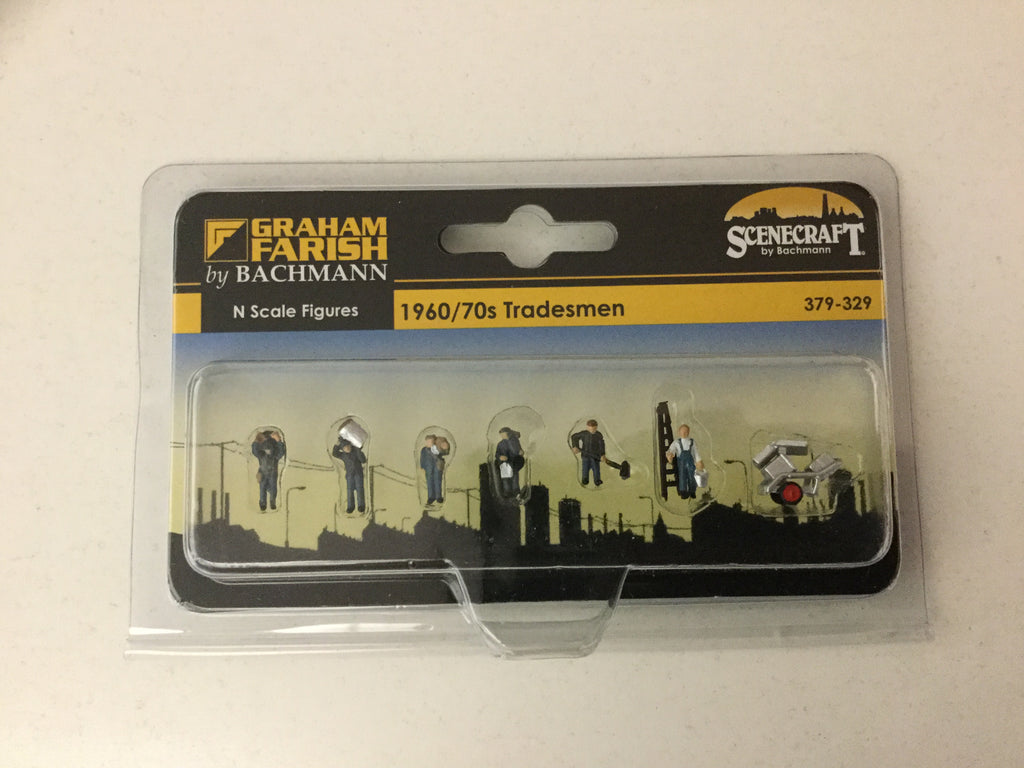 GRAHAM
FARISH
by BACHMANN
SCENECRAFT
by Bachmann
N Scale Figures
1960/70s Tradesmen
379-329